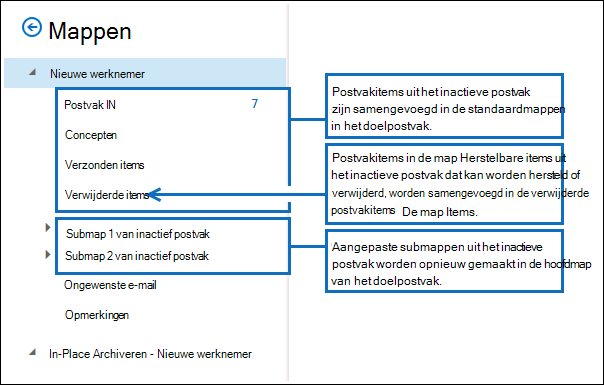 Mappen
Nieuwe werknemer
Postvak IN 7
Concepten
Verzonden items
Verwijderde items
Submap 1 van inactief postvak
Submap 2 van inactief postvak
Ongewenste e-mail
Opmerkingen
In-Place Archiveren - Nieuwe werknemer
Postvakitems uit het inactieve postvak
zijn samengevoegd in de standaardmappen
in het doelpostvak.
Postvakitems in de map Herstelbare items uit
het inactieve postvak dat kan worden hersteld of
verwijderd, worden samengevoegd in de verwijderde
postvakitems De map Items.
Aangepaste submappen uit het inactieve
postvak worden opnieuw gemaakt in de hoofdmap
van het doelpostvak.